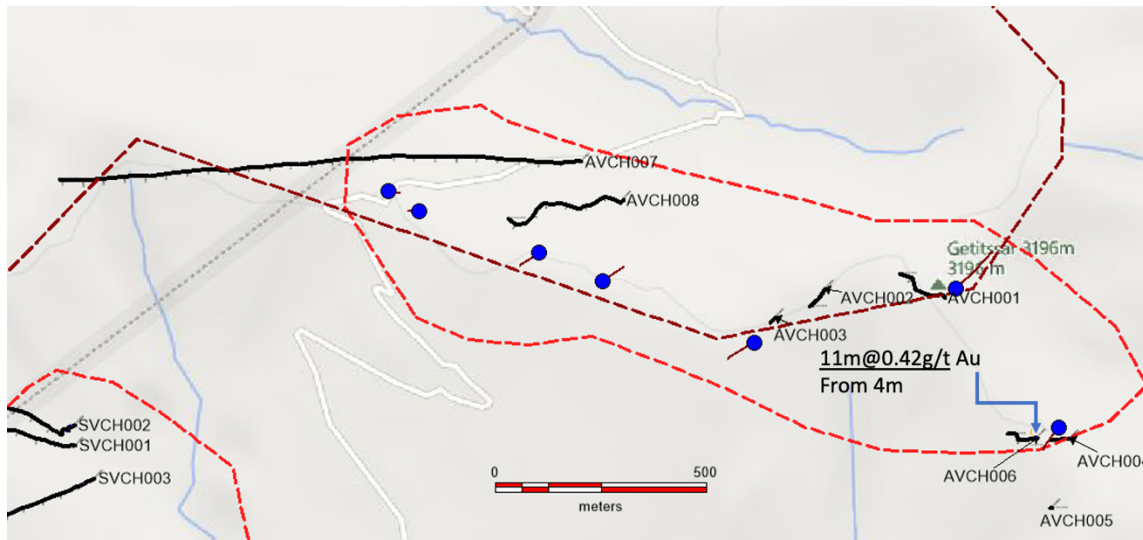 AVCH007
AVCH008
Getitssar 3196m
3196 m
AVCH002
AVCH001
AVCH003
11m@0.42g/t Au
From 4m
SVCH002
SVCH001
AVCH004
AVCH006
SVCH003
0 500
meters
AVCH005